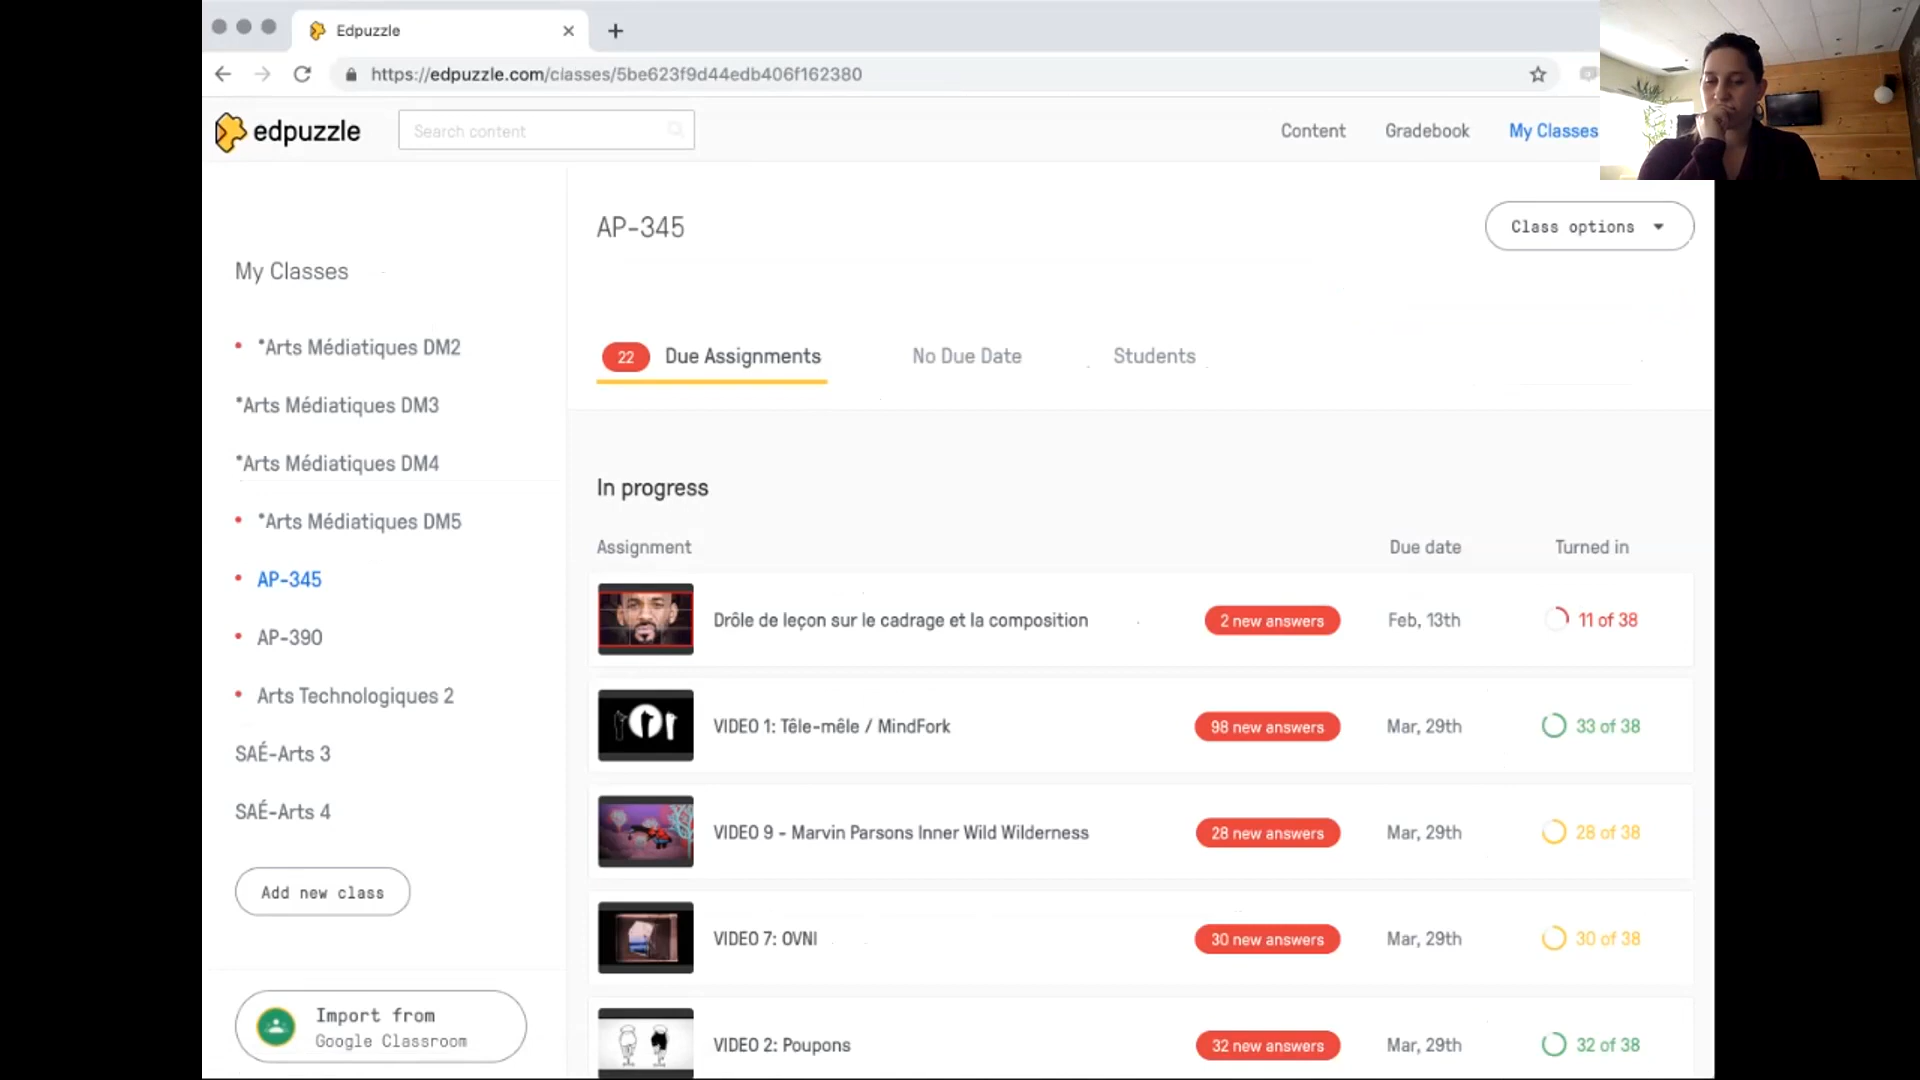 Edpuzzle
https://edpuzzle.com/classes/5be623f9d44edb406f162380
edpuzzle
Search content
Content
Gradebook
My Classes
My Classes
*Arts Médiatiques DM2
*Arts Médiatiques DM3
*Arts Médiatiques DM4
*Arts Médiatiques DM5
AP-345
AP-390
Arts Technologiques 2
SAÉ-Arts 3
SAÉ-Arts 4
Add new class
Import from
Google Classroom
AP-345
Class options
22 Due Assignments
No Due Date
Students
In progress
Assignment Due date Turned in
Drôle de leçon sur le cadrage et la composition 2 new answers Feb, 13th 11 of 38
VIDEO 1: Têle-mêle / MindFork 98 new answers Mar, 29th 33 of 38
VIDEO 9 - Marvin Parsons Inner Wild Wilderness 28 new answers Mar, 29th 28 of 38
VIDEO 7: OVNI 30 new answers Mar, 29th 30 of 38
VIDEO 2: Poupons 32 new answers Mar, 29th 32 of 38